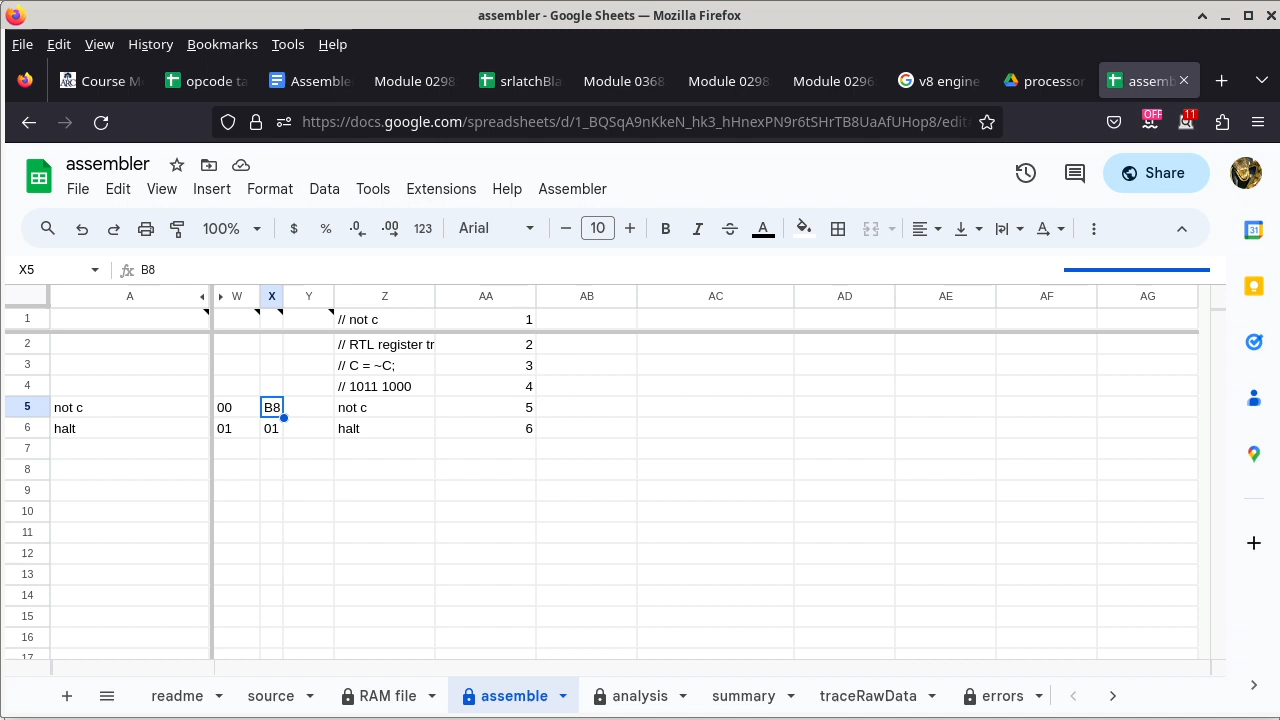 assembler - Google Sheets — Mozilla Firefox
File Edit View History Bookmarks Tools Help
Course M opcode ta Assemble Module 0298 srlatchBla Module 0368 Module 0298 Module 0296 v8 engine processor assemb
https://docs.google.com/spreadsheets/d/1_BQSqA9nKkeN_hk3_hHnexPN9r6tSHrTB8UaAfUHop8/edit OFF 11
assembler
File Edit View Insert Format Data Tools Extensions Help Assembler
Share
100% $ % .0 .00 123 Arial 10 B I A
X5 fx B8
A W X Y Z AA AB AC AD AE AF AG
1 // not c 1
2 // RTL register tr 2
3 // C = ~C; 3
4 // 1011 1000 4
5 not c 00 B8 not c 5
6 halt 01 01 halt 6
7
8
9
10
11
12
13
14
15
16
17
readme source RAM file assemble analysis summary traceRawData errors
31